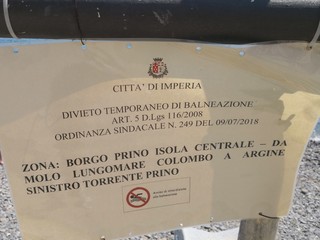 CITTA' DI IMPERIA
DIVIETO TEMPORANEO DI BALNEAZIONE
ART. 5 D.Lgs 116/2008
ORDINANZA SINDACALE N. 249 DEL 09/07/2018
ZONA: BORGO PRINO ISOLA CENTRALE – DA
MOLO LUNGOMARE COLOMBO A ARGINE
SINISTRO TORRENTE PRINO